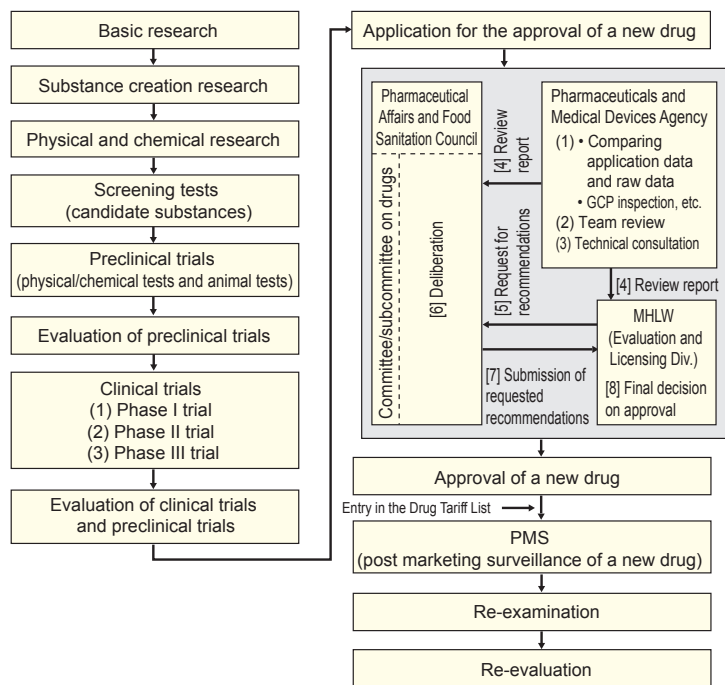 Basic research
Substance creation research
Physical and chemical research
Screening tests
(candidate substances)
Preclinical trials
(physical/chemical tests and animal tests)
Evaluation of preclinical trials
Clinical trials
(1) Phase I trial
(2) Phase II trial
(3) Phase III trial
Evaluation of clinical trials
and preclinical trials
Application for the approval of a new drug
Pharmaceutical
Affairs and Food
Sanitation Council
Committee/subcommittee on drugs
[6] Deliberation
[4] Review
report
[5] Request for
recommendations
[7] Submission of
requested
recommendations
Pharmaceuticals and
Medical Devices Agency
(1) • Comparing
application data
and raw data
• GCP inspection, etc.
(2) Team review
(3) Technical consultation
[4] Review report
MHLW
(Evaluation and
Licensing Div.)
[8] Final decision
on approval
Approval of a new drug
Entry in the Drug Tariff List
PMS
(post marketing surveillance of a new drug)
Re-examination
Re-evaluation